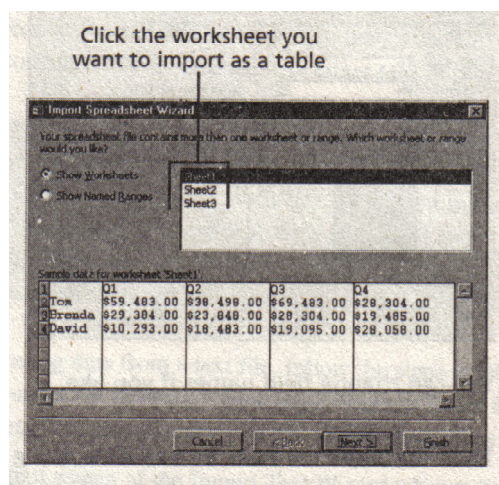 Click the worksheet you
want to import as a table
Import Spreadsheet Wizard
Your spreadsheet file contains more than one worksheet or range. Which worksheet or range
would you like?
Show Worksheets
Show Named Ranges
Sheet1
Sheet2
Sheet3
Sample data for worksheet 'Sheet1'.
1 Q1 Q2 Q3 Q4
2 Tom $59,483.00 $38,498.00 $69,483.00 $28,304.00
3 Brenda $29,384.00 $23,848.00 $28,304.00 $19,485.00
4 David $10,293.00 $18,483.00 $19,095.00 $28,058.00
Cancel < Back Next > Finish